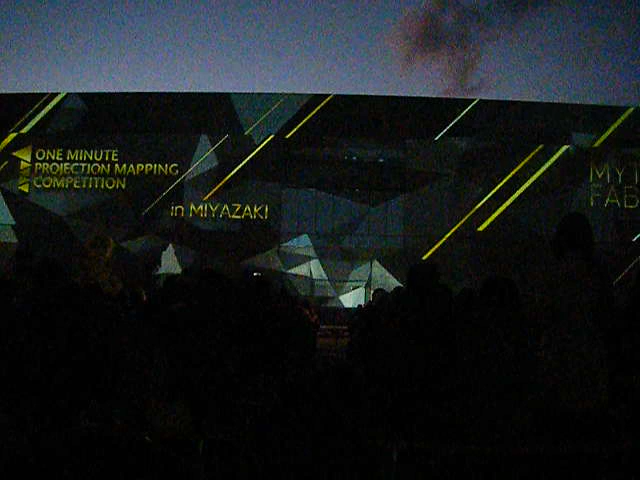 ONE MINUTE
PROJECTION MAPPING
COMPETITION
in MIYAZAKI